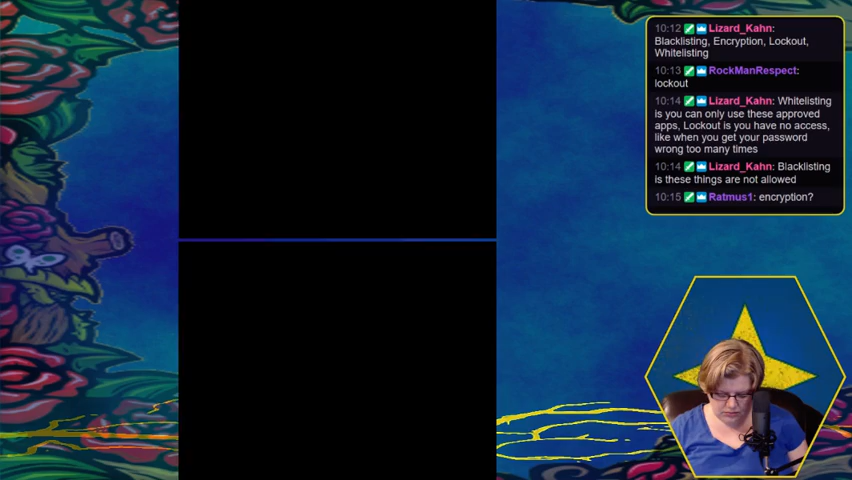 10:12 Lizard_Kahn:
Blacklisting, Encryption, Lockout,
Whitelisting
10:13 RockManRespect:
lockout
10:14 Lizard_Kahn: Whitelisting
is you can only use these approved
apps, Lockout is you have no access,
like when you get your password
wrong too many times
10:14 Lizard_Kahn: Blacklisting
is these things are not allowed
10:15 Ratmus1: encryption?